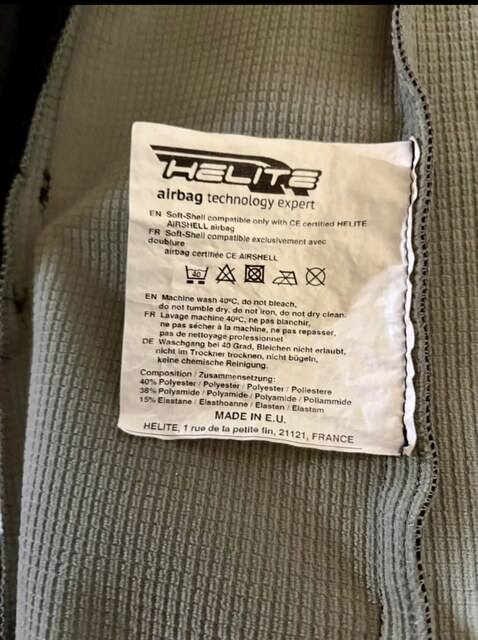 HELITE
airbag technology expert
EN Soft-Shell compatible only with CE certified HELITE
AIRSHELL airbag
FR Soft-Shell compatible exclusivement avec
doublure
airbag certifiée CE AIRSHELL
40
EN Machine wash 40ºC, do not bleach,
do not tumble dry, do not iron, do not dry clean.
FR Lavage machine 40ºC, ne pas blanchir,
ne pas sécher à la machine, ne pas repasser,
pas de nettoyage professionnel
DE Waschgang bei 40 Grad, Bleichen nicht erlaubt,
nicht im Trockner trocknen, nicht bügeln,
keine chemische Reinigung.
Composition / Zusammensetzung:
40% Polyester / Polyester / Polyester / Poliestere
38% Polyamide / Polyamide / Polyamide / Poliammide
15% Elastane / Elasthoanne / Elastan / Elastam
MADE IN E.U.
HELITE, 1 rue de la petite fin, 21121, FRANCE